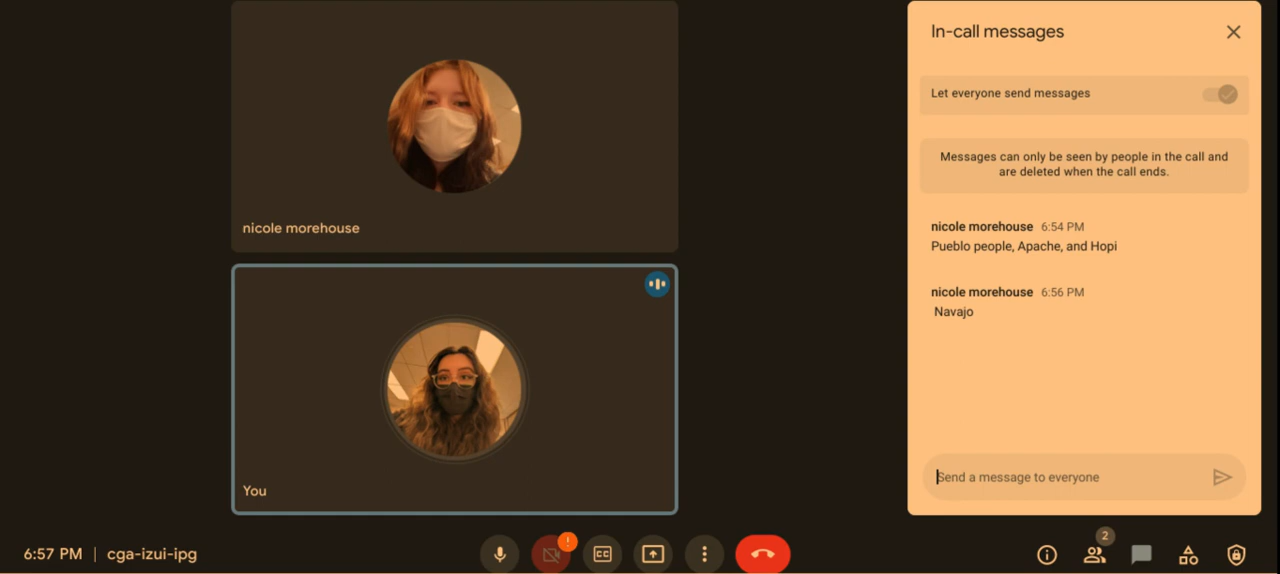 nicole morehouse
You
In-call messages
Let everyone send messages
Messages can only be seen by people in the call and
are deleted when the call ends.
nicole morehouse 6:54 PM
Pueblo people, Apache, and Hopi
nicole morehouse 6:56 PM
Navajo
Send a message to everyone
6:57 PM | cga-izui-ipg
!
CC
2